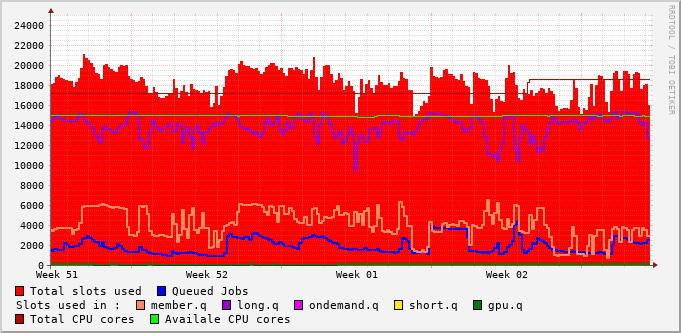 RRDTOOL / TOBI OETIKER
24000
22000
20000
18000
16000
14000
12000
10000
8000
6000
4000
2000
0
Week 51 Week 52 Week 01 Week 02
Total slots used Queued Jobs
Slots used in : member.q long.q ondemand.q short.q gpu.q
Total CPU cores Availale CPU cores